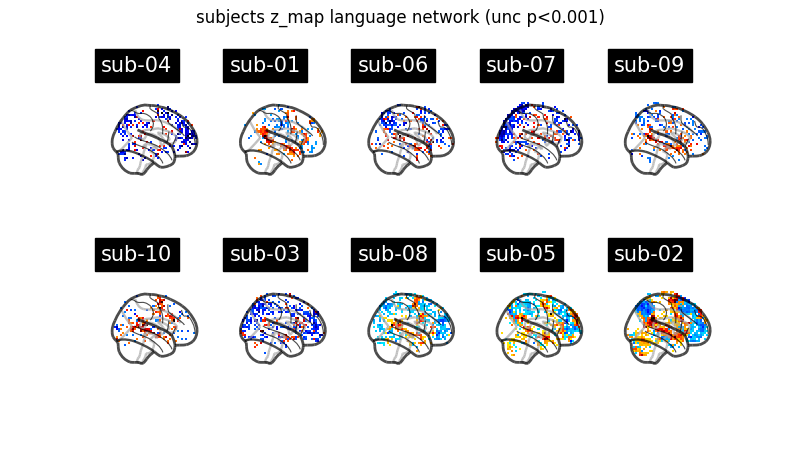 subjects z_map language network (unc p<0.001)
sub-04 sub-01 sub-06 sub-07 sub-09
sub-10 sub-03 sub-08 sub-05 sub-02